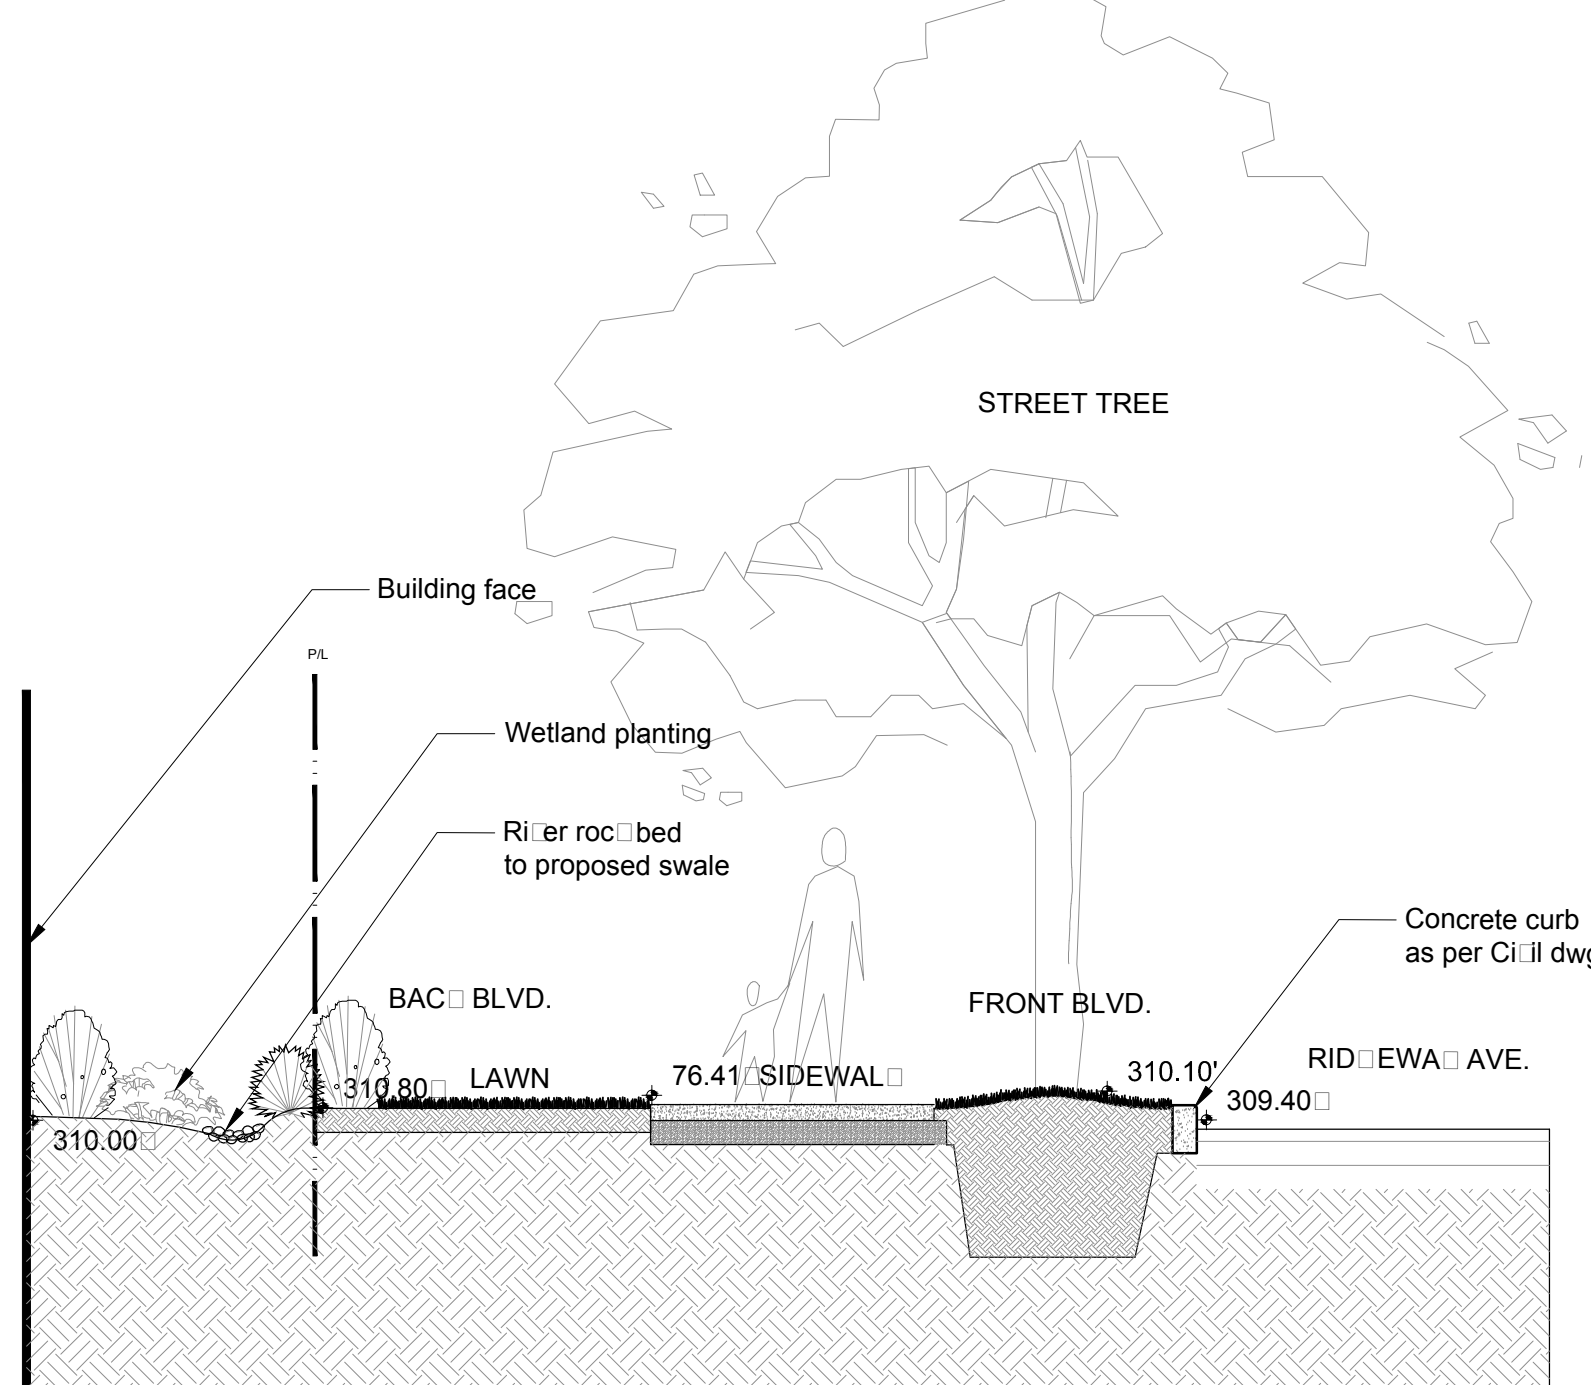 STREET TREE
Building face
P/L
Wetland planting
Ri□er roc□ bed
to proposed swale
Concrete curb
as per Ci□il dwg
BAC□ BLVD.
FRONT BLVD.
RID□EWA□ AVE.
310.80□
LAWN
76.41□
SIDEWAL□
310.10'
309.40□
310.00□